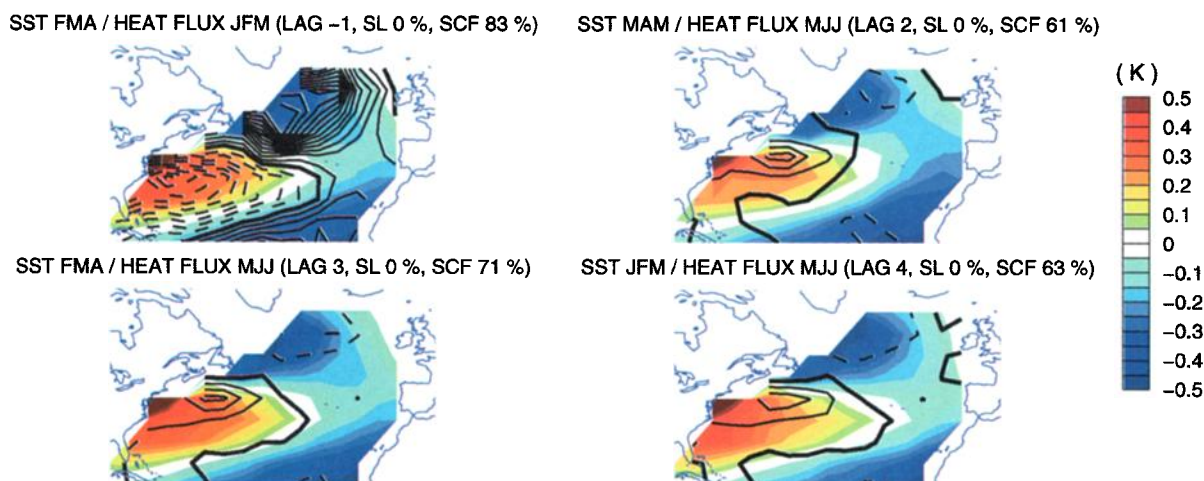 SST FMA / HEAT FLUX JFM (LAG −1, SL 0 %, SCF 83 %)
SST MAM / HEAT FLUX MJJ (LAG 2, SL 0 %, SCF 61 %)
( K )
0.5
0.4
0.3
0.2
0.1
0
−0.1
−0.2
−0.3
−0.4
−0.5
SST FMA / HEAT FLUX MJJ (LAG 3, SL 0 %, SCF 71 %)
SST JFM / HEAT FLUX MJJ (LAG 4, SL 0 %, SCF 63 %)